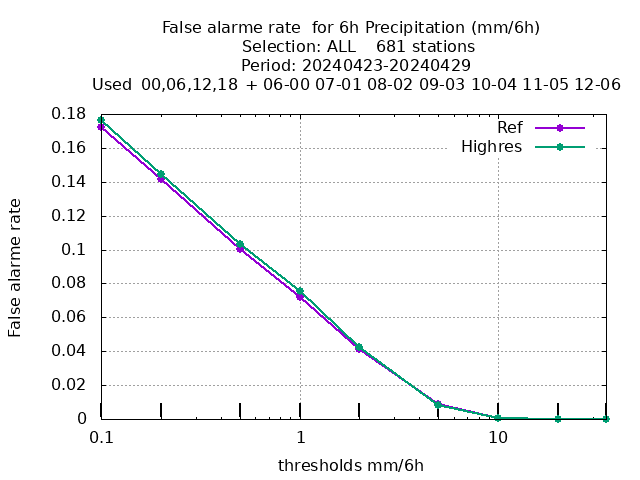 False alarme rate  for 6h Precipitation (mm/6h)
Selection: ALL    681 stations
Period: 20240423-20240429
Used  00,06,12,18  + 06-00 07-01 08-02 09-03 10-04 11-05 12-06
Ref
Highres
False alarme rate
0.18
0.16
0.14
0.12
0.1
0.08
0.06
0.04
0.02
0
0.1
1
10
thresholds mm/6h